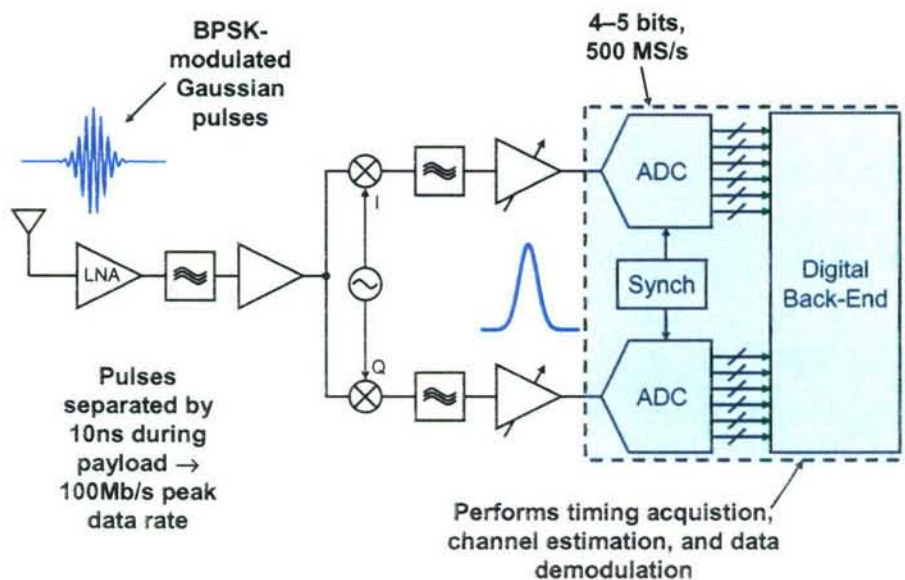 BPSK-
modulated
Gaussian
pulses
4–5 bits,
500 MS/s
LNA
I
Q
ADC
Synch
ADC
Digital
Back-End
Pulses
separated by
10ns during
payload →
100Mb/s peak
data rate
Performs timing acquistion,
channel estimation, and data
demodulation